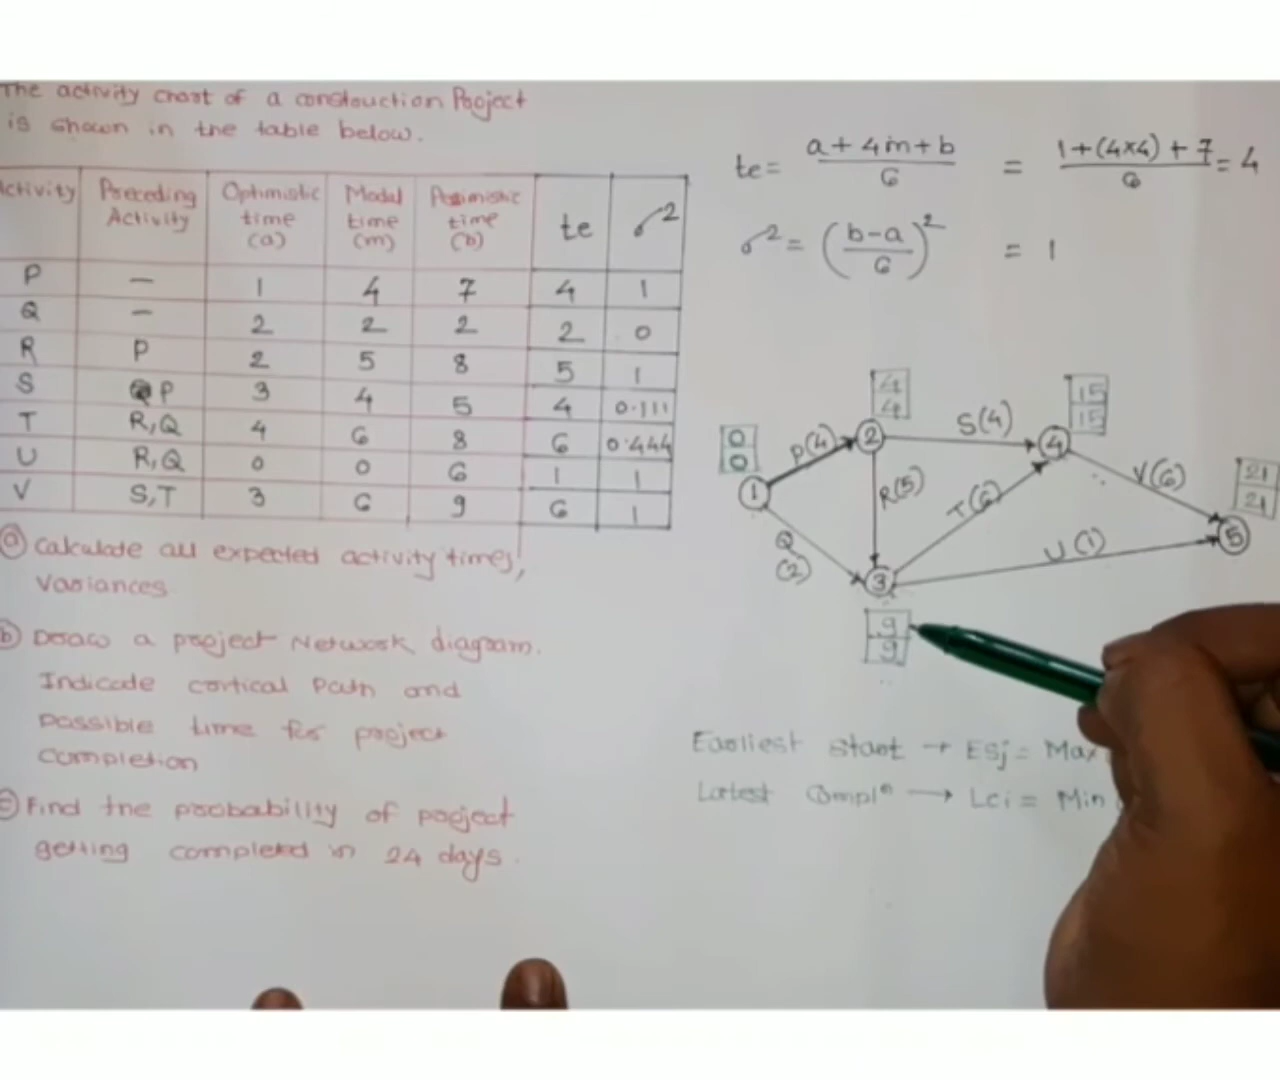 The activity chart of a construction Project
is shown in the table below.
Activity Preceding Activity Optimistic time (a) Modal time (m) Pessimistic time (b) te σ²
P — 1 4 7 4 1
Q — 2 2 2 2 0
R P 2 5 8 5 1
S P 3 4 5 4 0.111
T R,Q 4 6 8 6 0.444
U R,Q 0 0 6 1 1
V S,T 3 6 9 6 1
(a) Calculate all expected activity times,
Variances
(b) Draw a project Network diagram.
Indicate cortical Path and
possible time for project
completion
(c) Find the probability of project
getting completed in 24 days.
te = (a + 4m + b)/6 = (1+(4×4)+7)/6 = 4
σ² = ((b-a)/6)² = 1
0
0
1
P(4)
4
4
2
S(4)
15
15
4
V(6)
21
21
5
R(5)
T(6)
U(1)
Q
(2)
3
9
9
Earliest start → ESj = Max
Latest Complⁿ → Lci = Min